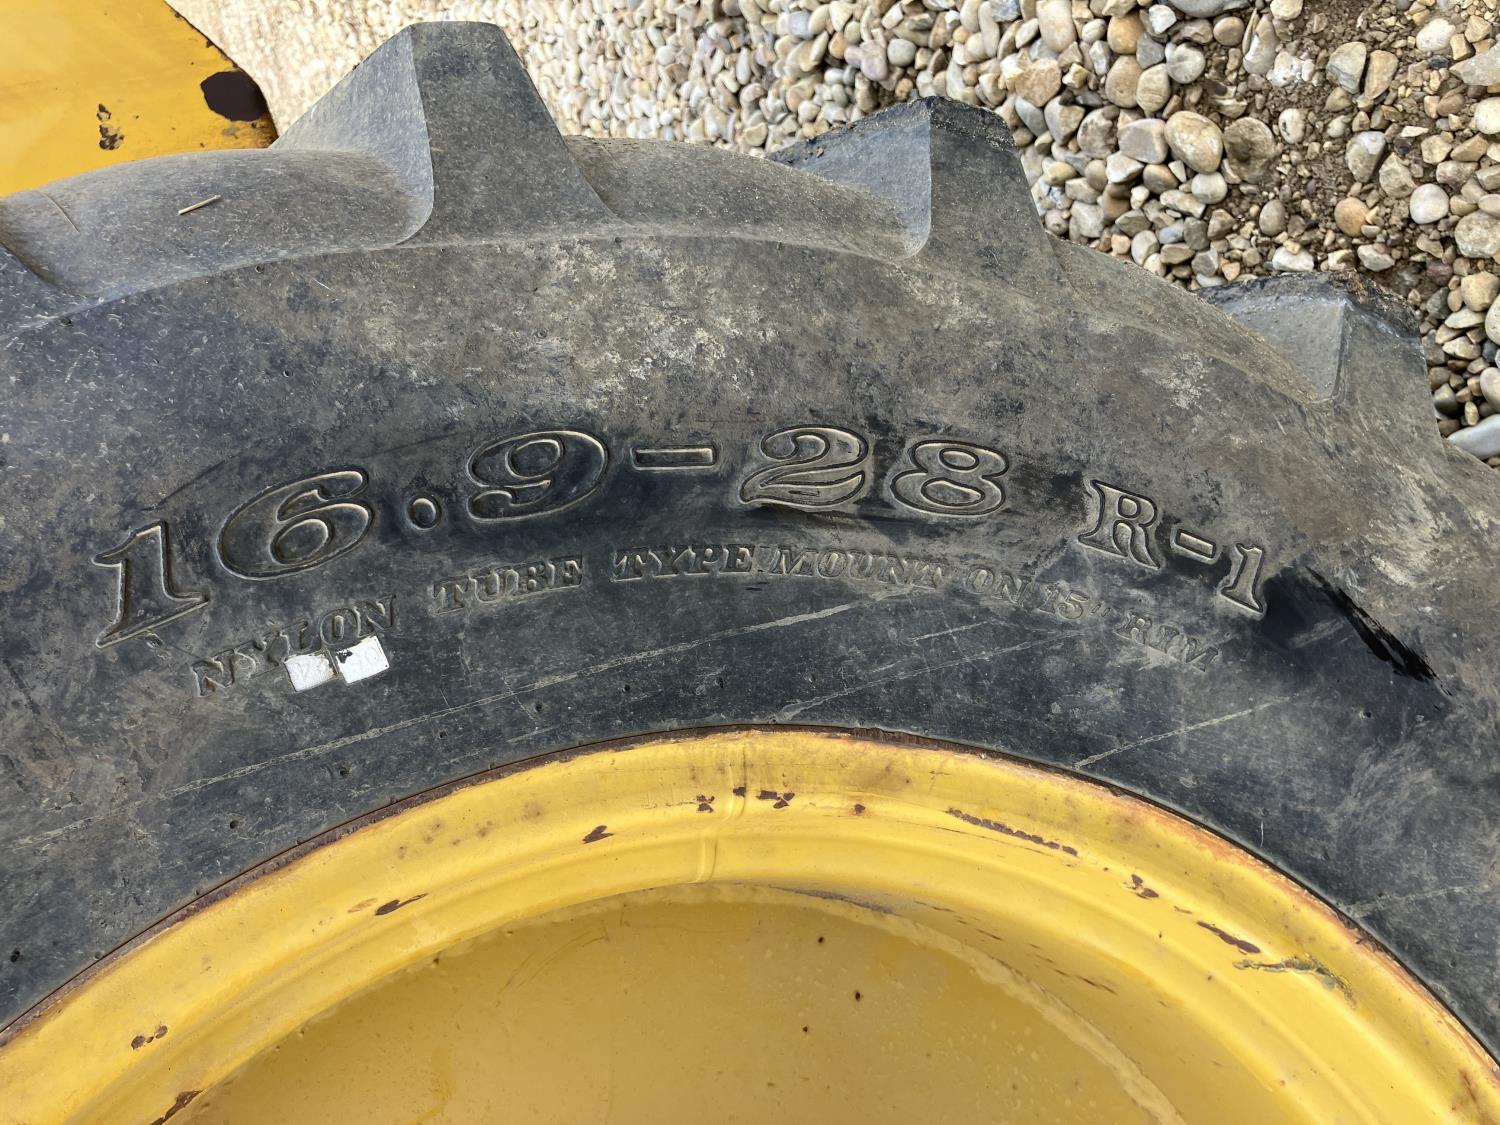 16.9-28 R-1
NYLON TUBE TYPE MOUNT ON 15" RIM